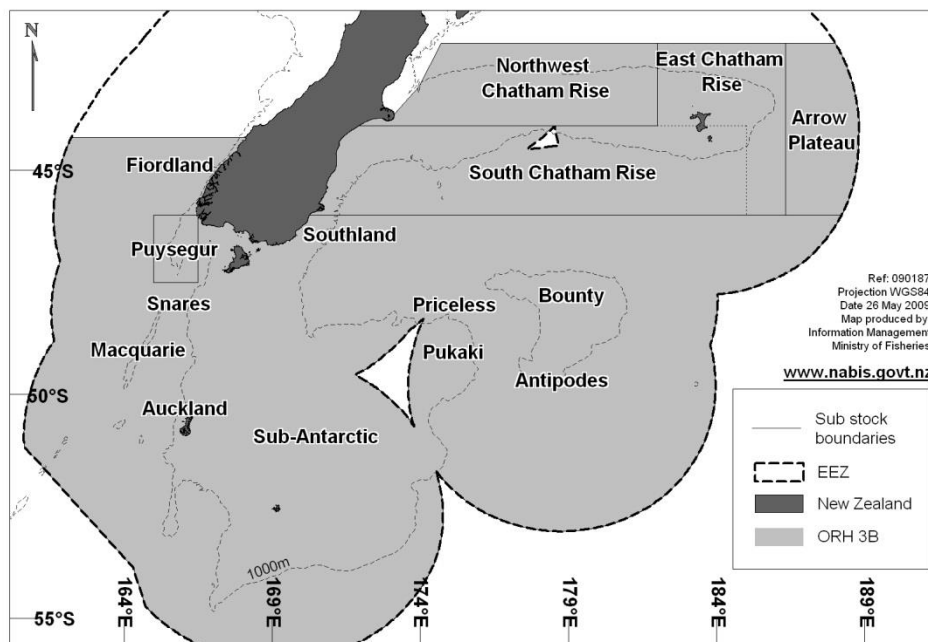 N
Northwest
Chatham Rise
East Chatham
Rise
Arrow
Plateau
Fiordland
45°S
South Chatham Rise
Puysegur
Southland
Snares
Priceless
Bounty
Macquarie
Pukaki
Antipodes
50°S
Auckland
Sub-Antarctic
1000m
55°S
164°E
169°E
174°E
179°E
184°E
189°E
Ref: 090187
Projection WGS84
Date 26 May 2009
Map produced by
Information Management
Ministry of Fisheries
www.nabis.govt.nz
Sub stock
boundaries
EEZ
New Zealand
ORH 3B